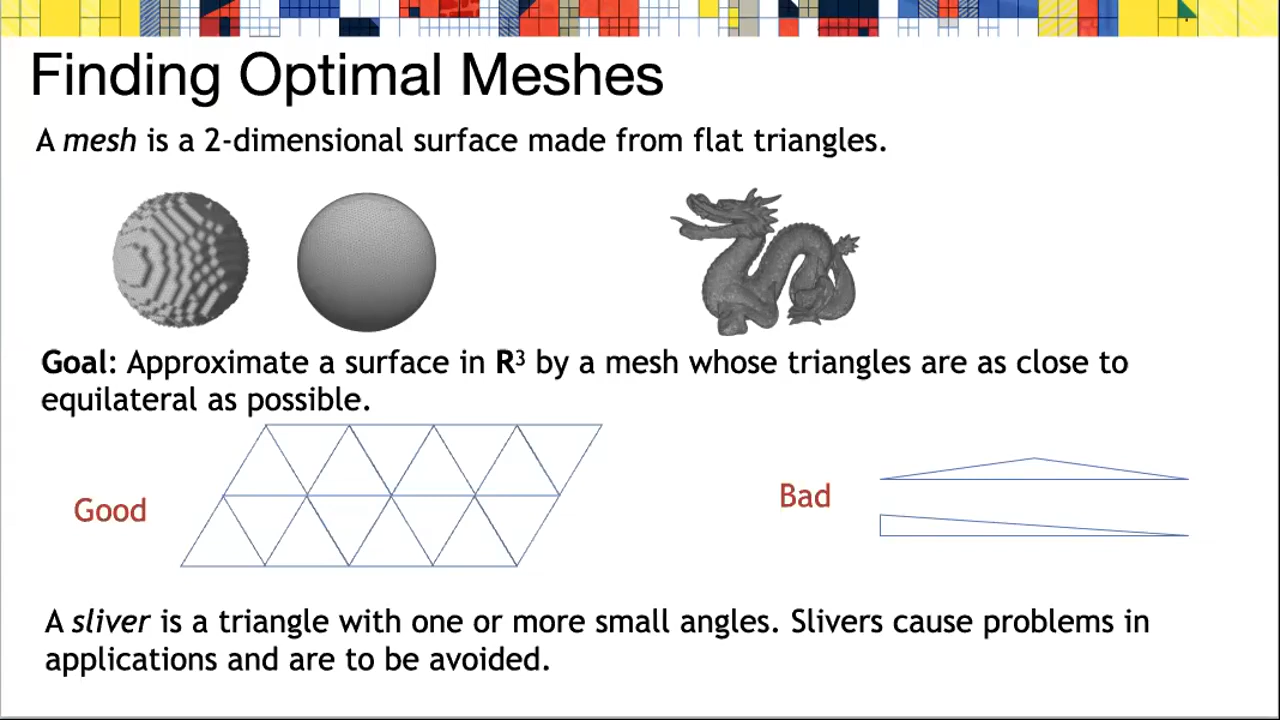 Finding Optimal Meshes
A mesh is a 2-dimensional surface made from flat triangles.
Goal: Approximate a surface in R³ by a mesh whose triangles are as close to
equilateral as possible.
Good
Bad
A sliver is a triangle with one or more small angles. Slivers cause problems in
applications and are to be avoided.